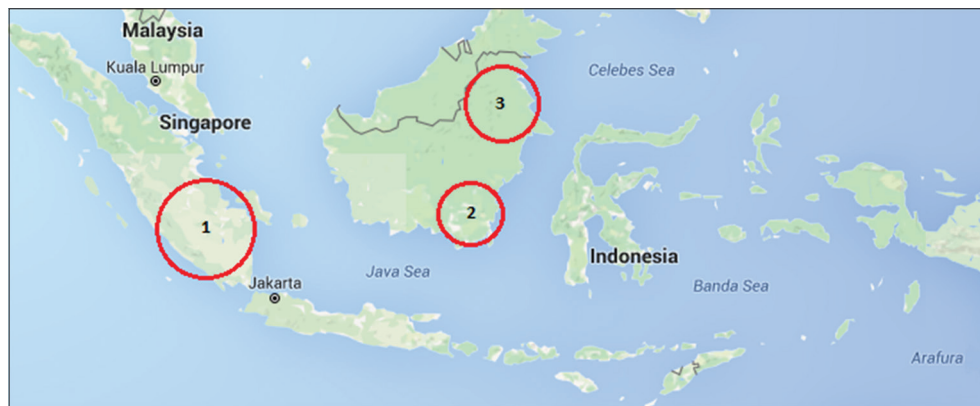 Malaysia
Kuala Lumpur
Singapore
Celebes Sea
3
1
2
Indonesia
Java Sea
Jakarta
Banda Sea
Arafura